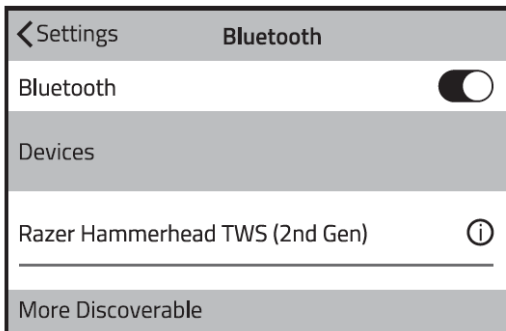 Settings Bluetooth
Bluetooth
Devices
Razer Hammerhead TWS (2nd Gen)
More Discoverable